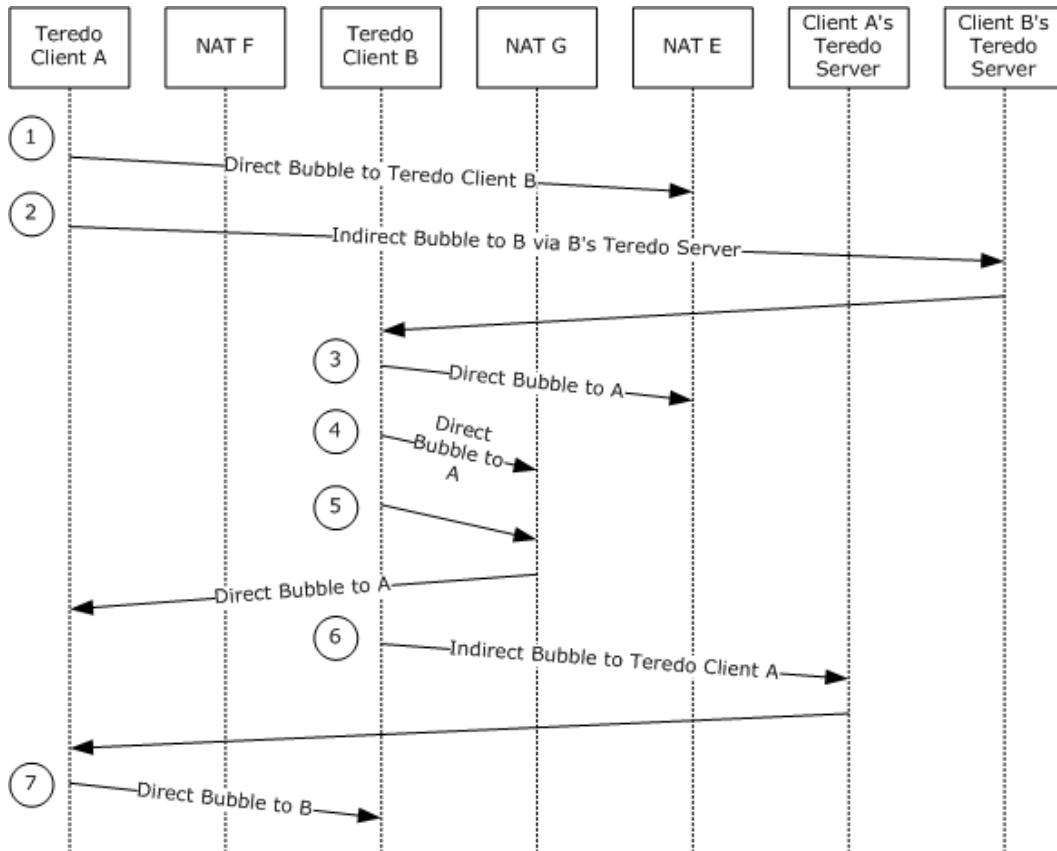 Teredo
Client A
NAT F
Teredo
Client B
NAT G
NAT E
Client A's
Teredo
Server
Client B's
Teredo
Server
1
Direct Bubble to Teredo Client B
2
Indirect Bubble to B via B's Teredo Server
3
Direct Bubble to A
4
Direct
Bubble to
A
5
Direct Bubble to A
6
Indirect Bubble to Teredo Client A
7
Direct Bubble to B